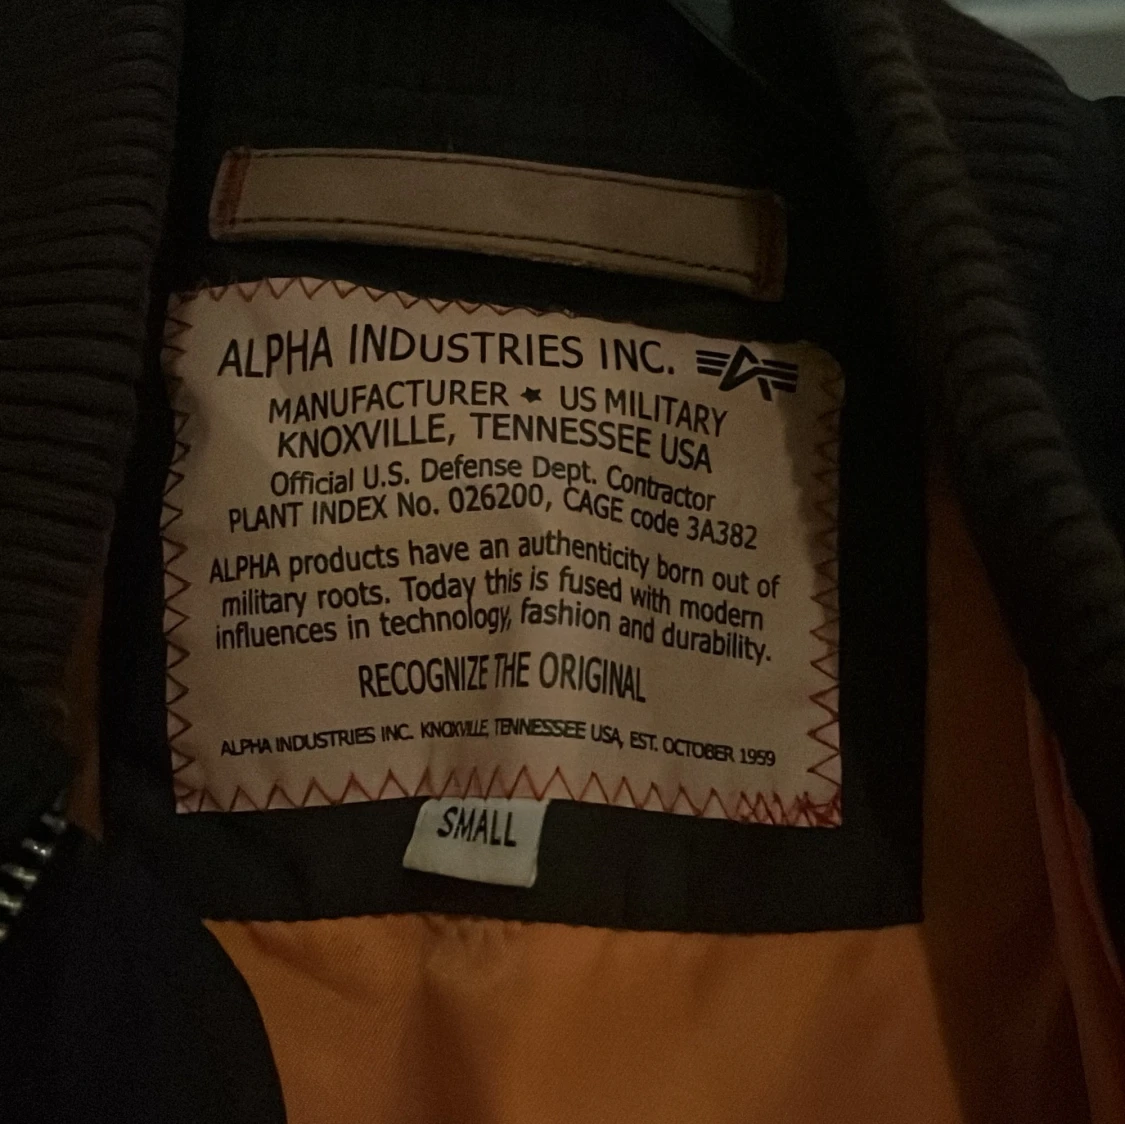 ALPHA INDUSTRIES INC.
MANUFACTURER ★ US MILITARY
KNOXVILLE, TENNESSEE USA
Official U.S. Defense Dept. Contractor
PLANT INDEX No. 026200, CAGE code 3A382
ALPHA products have an authenticity born out of
military roots. Today this is fused with modern
influences in technology, fashion and durability.
RECOGNIZE THE ORIGINAL
ALPHA INDUSTRIES INC. KNOXVILLE, TENNESSEE USA, EST. OCTOBER 1959
SMALL